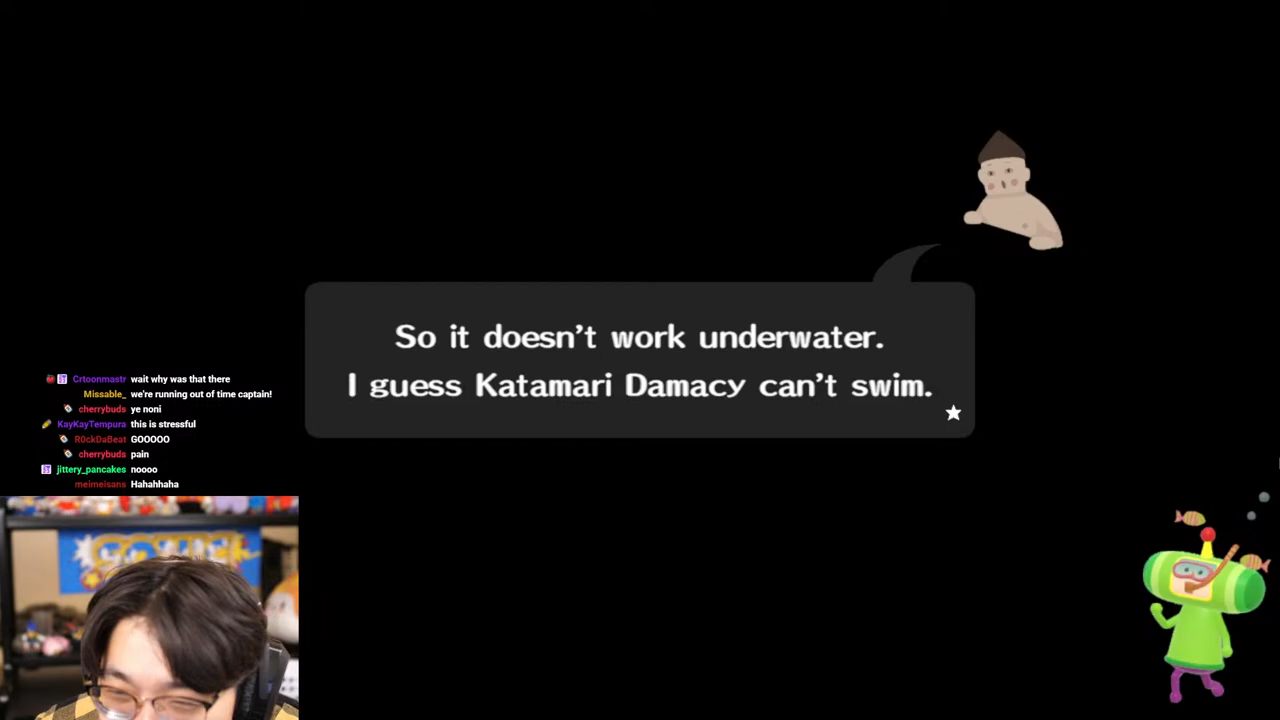 So it doesn't work underwater.
I guess Katamari Damacy can't swim.
Crtoonmastr wait why was that there
Missable_ we're running out of time captain!
cherrybuds ye noni
KayKayTempura this is stressful
R0ckDaBeat GOOOOO
cherrybuds pain
jittery_pancakes noooo
meimeisans Hahahhaha
SONIC